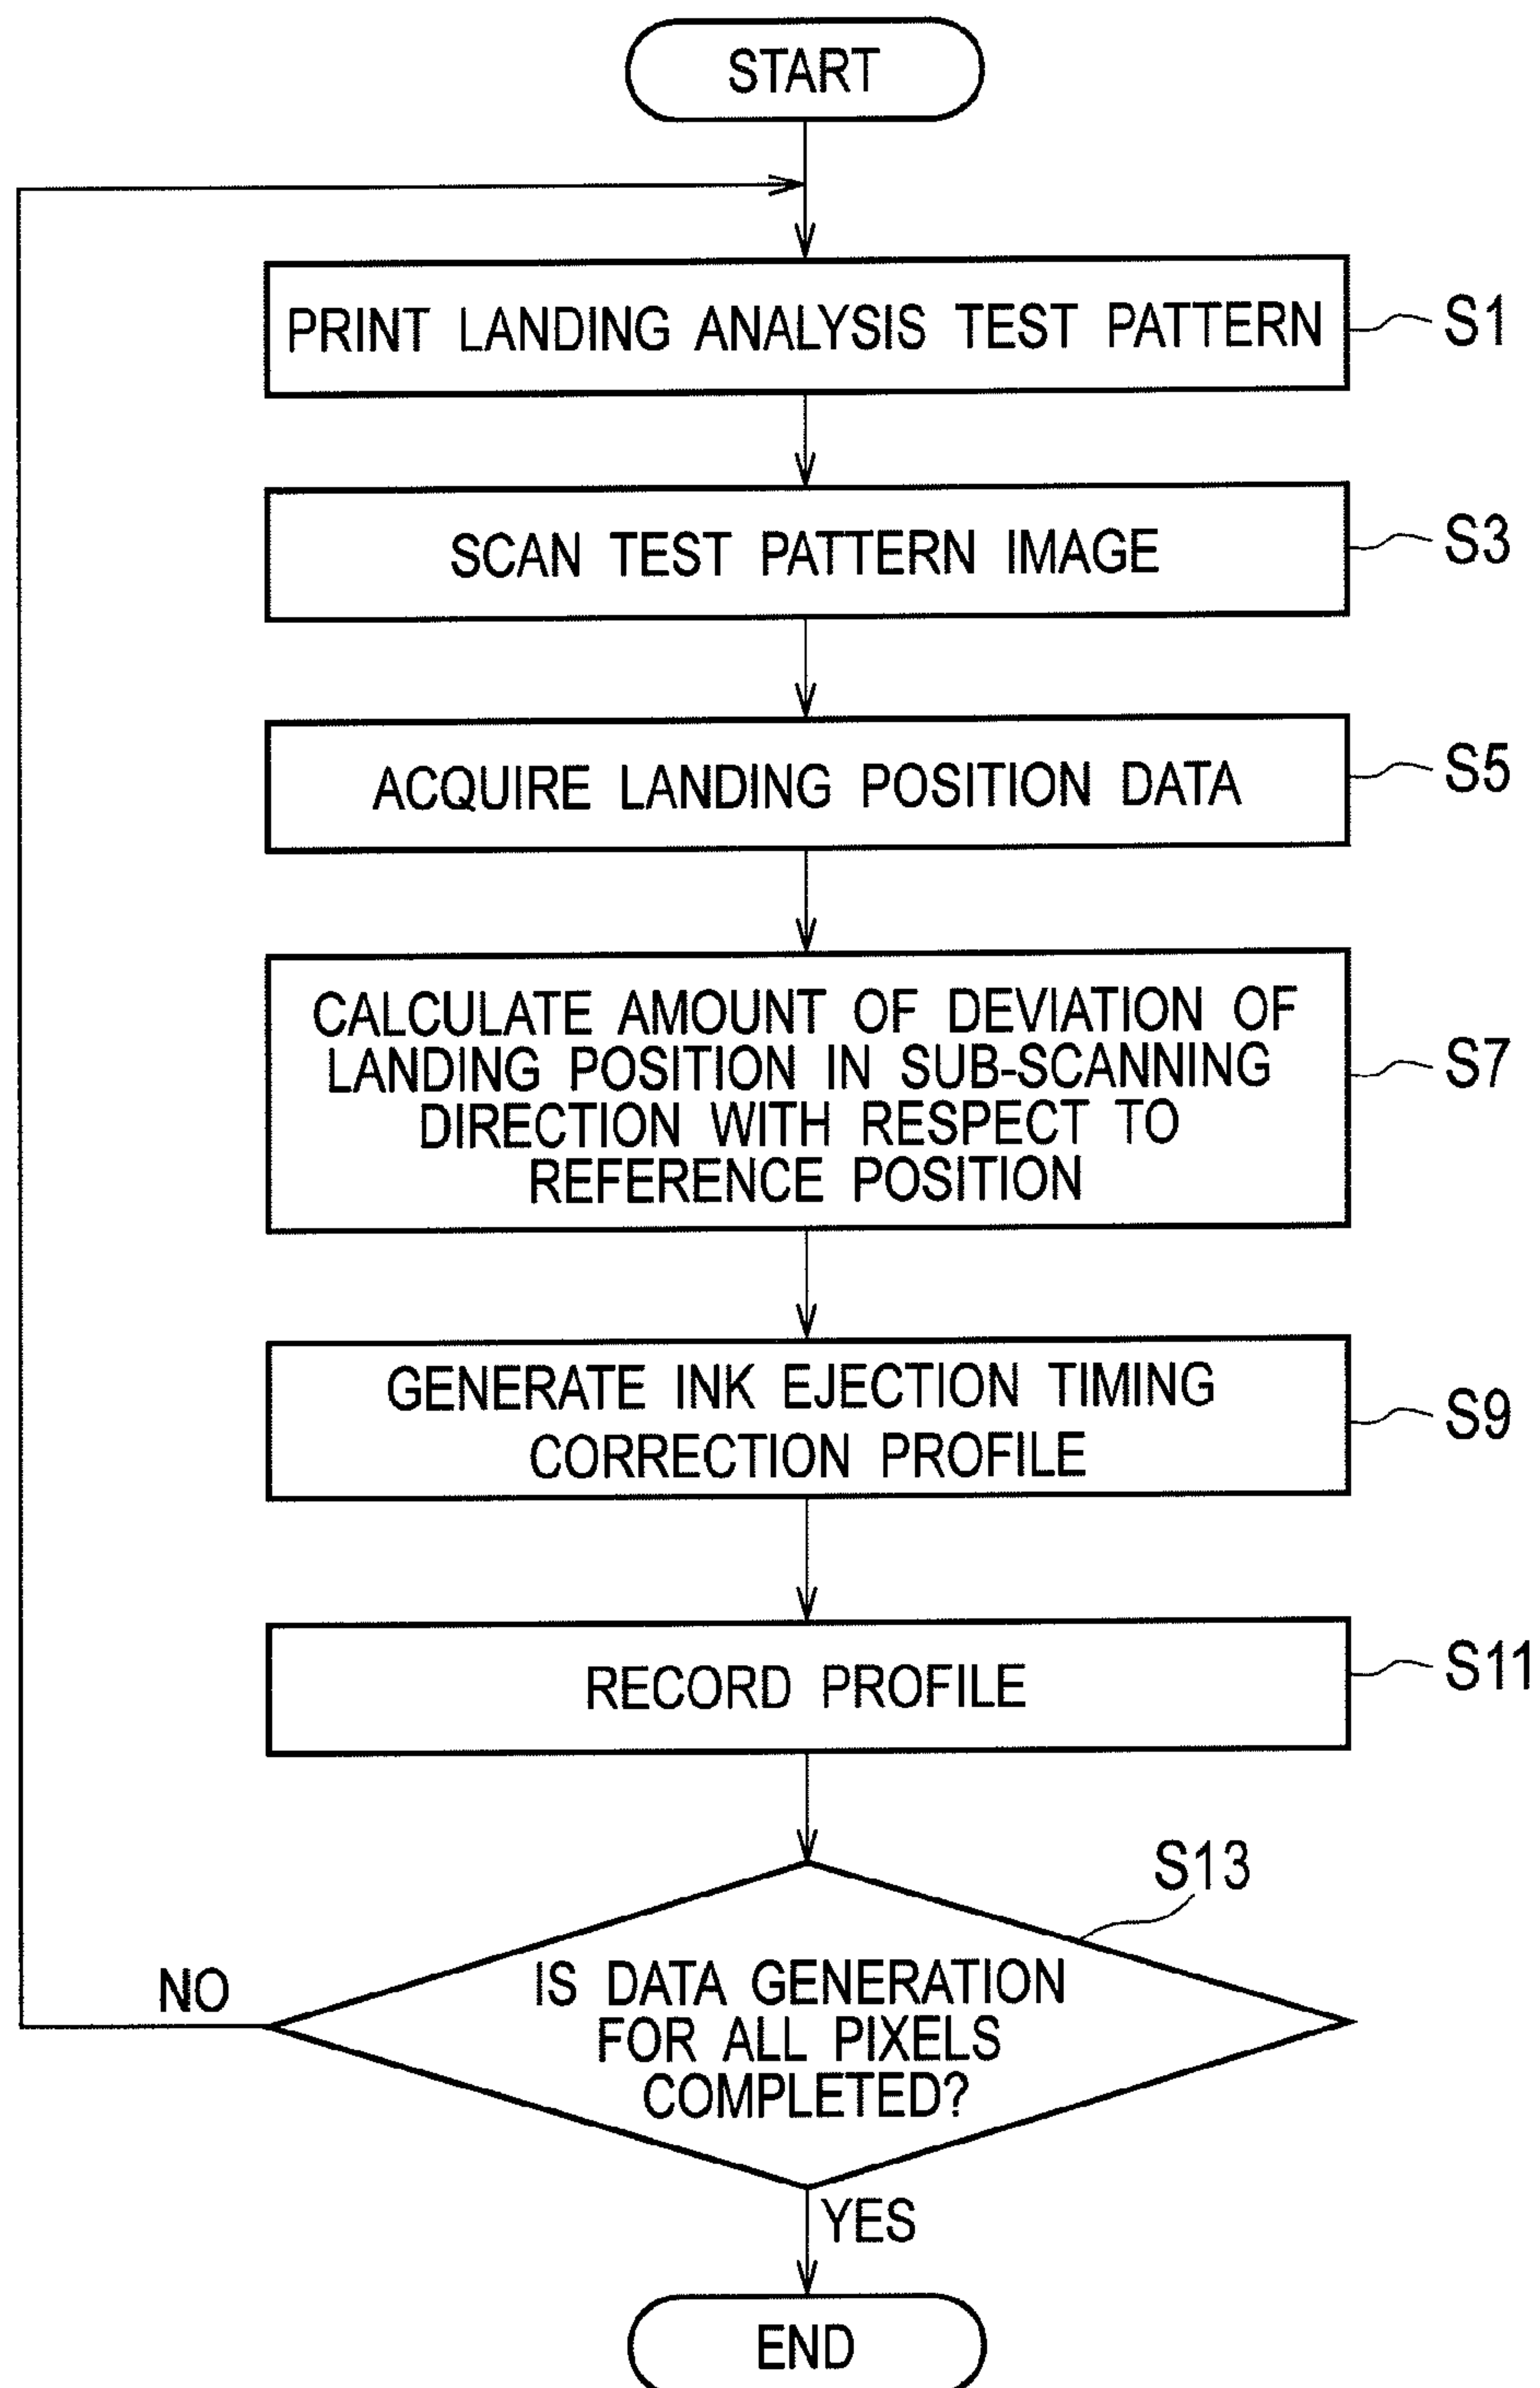 START
PRINT LANDING ANALYSIS TEST PATTERN
S1
SCAN TEST PATTERN IMAGE
S3
ACQUIRE LANDING POSITION DATA
S5
CALCULATE AMOUNT OF DEVIATION OF
LANDING POSITION IN SUB-SCANNING
DIRECTION WITH RESPECT TO
REFERENCE POSITION
S7
GENERATE INK EJECTION TIMING
CORRECTION PROFILE
S9
RECORD PROFILE
S11
S13
IS DATA GENERATION
FOR ALL PIXELS
COMPLETED?
NO
YES
END